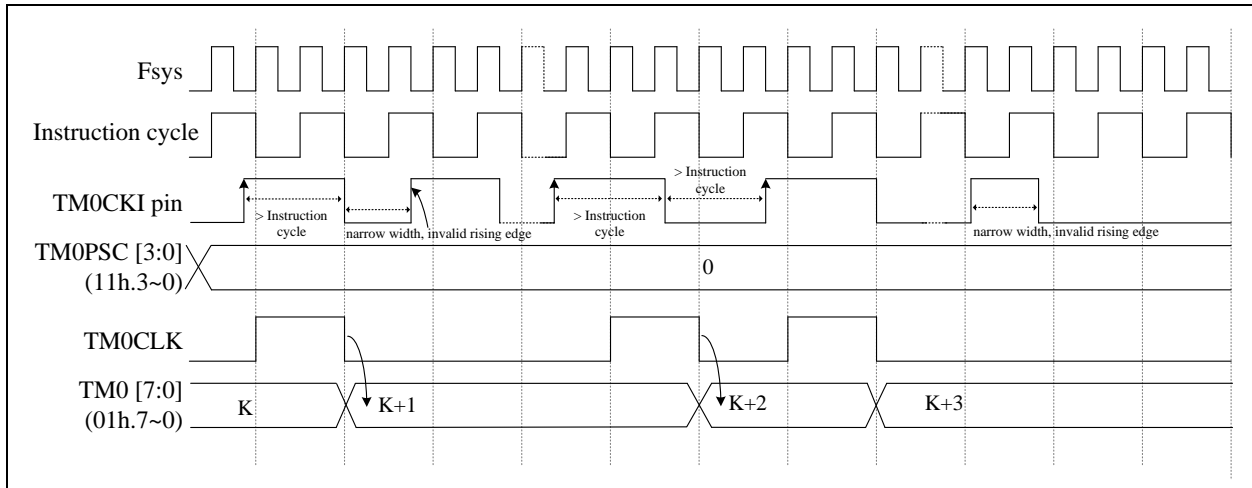 Fsys
Instruction cycle
TM0CKI pin
> Instruction
cycle
narrow width, invalid rising edge
> Instruction
cycle
> Instruction
cycle
narrow width, invalid rising edge
TM0PSC [3:0]
(11h.3~0)
0
TM0CLK
TM0 [7:0]
(01h.7~0)
K
K+1
K+2
K+3